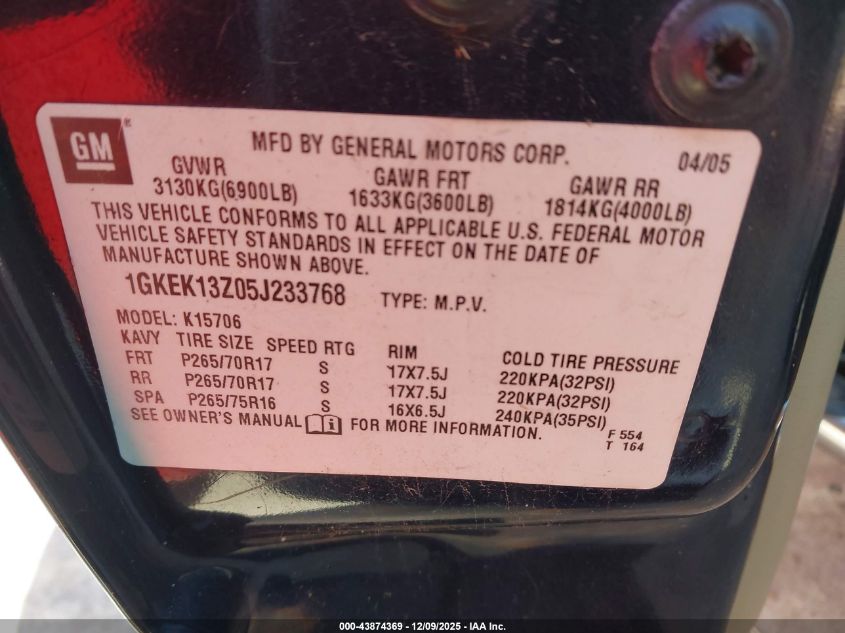 GM®
MFD BY GENERAL MOTORS CORP. 04/05
GVWR GAWR FRT GAWR RR
3130KG(6900LB) 1633KG(3600LB) 1814KG(4000LB)
THIS VEHICLE CONFORMS TO ALL APPLICABLE U.S. FEDERAL MOTOR
VEHICLE SAFETY STANDARDS IN EFFECT ON THE DATE OF
MANUFACTURE SHOWN ABOVE.
1GKEK13Z05J233768 TYPE: M.P.V.
MODEL: K15706
KAVY TIRE SIZE SPEED RTG RIM COLD TIRE PRESSURE
FRT P265/70R17 S 17X7.5J 220KPA(32PSI)
RR P265/70R17 S 17X7.5J 220KPA(32PSI)
SPA P265/75R16 S 16X6.5J 240KPA(35PSI)
SEE OWNER'S MANUAL FOR MORE INFORMATION.
F 554
T 164
000-43874369 | 12/09/2025 - IAA Inc.